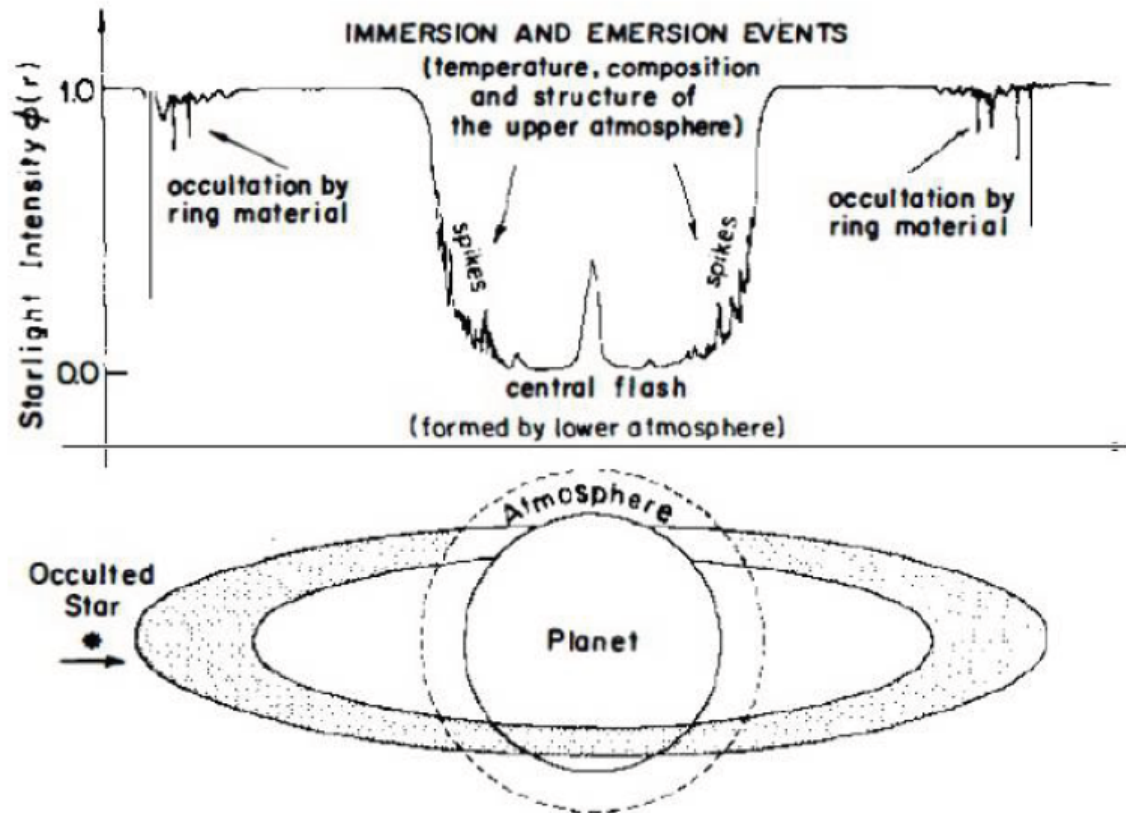 IMMERSION AND EMERSION EVENTS
(temperature, composition
and structure of
the upper atmosphere)
1.0
Starlight Intensity ϕ(r)
occultation by
ring material
occultation by
ring material
spikes
spikes
0.0
central flash
(formed by lower atmosphere)
Atmosphere
Occulted
Star
Planet